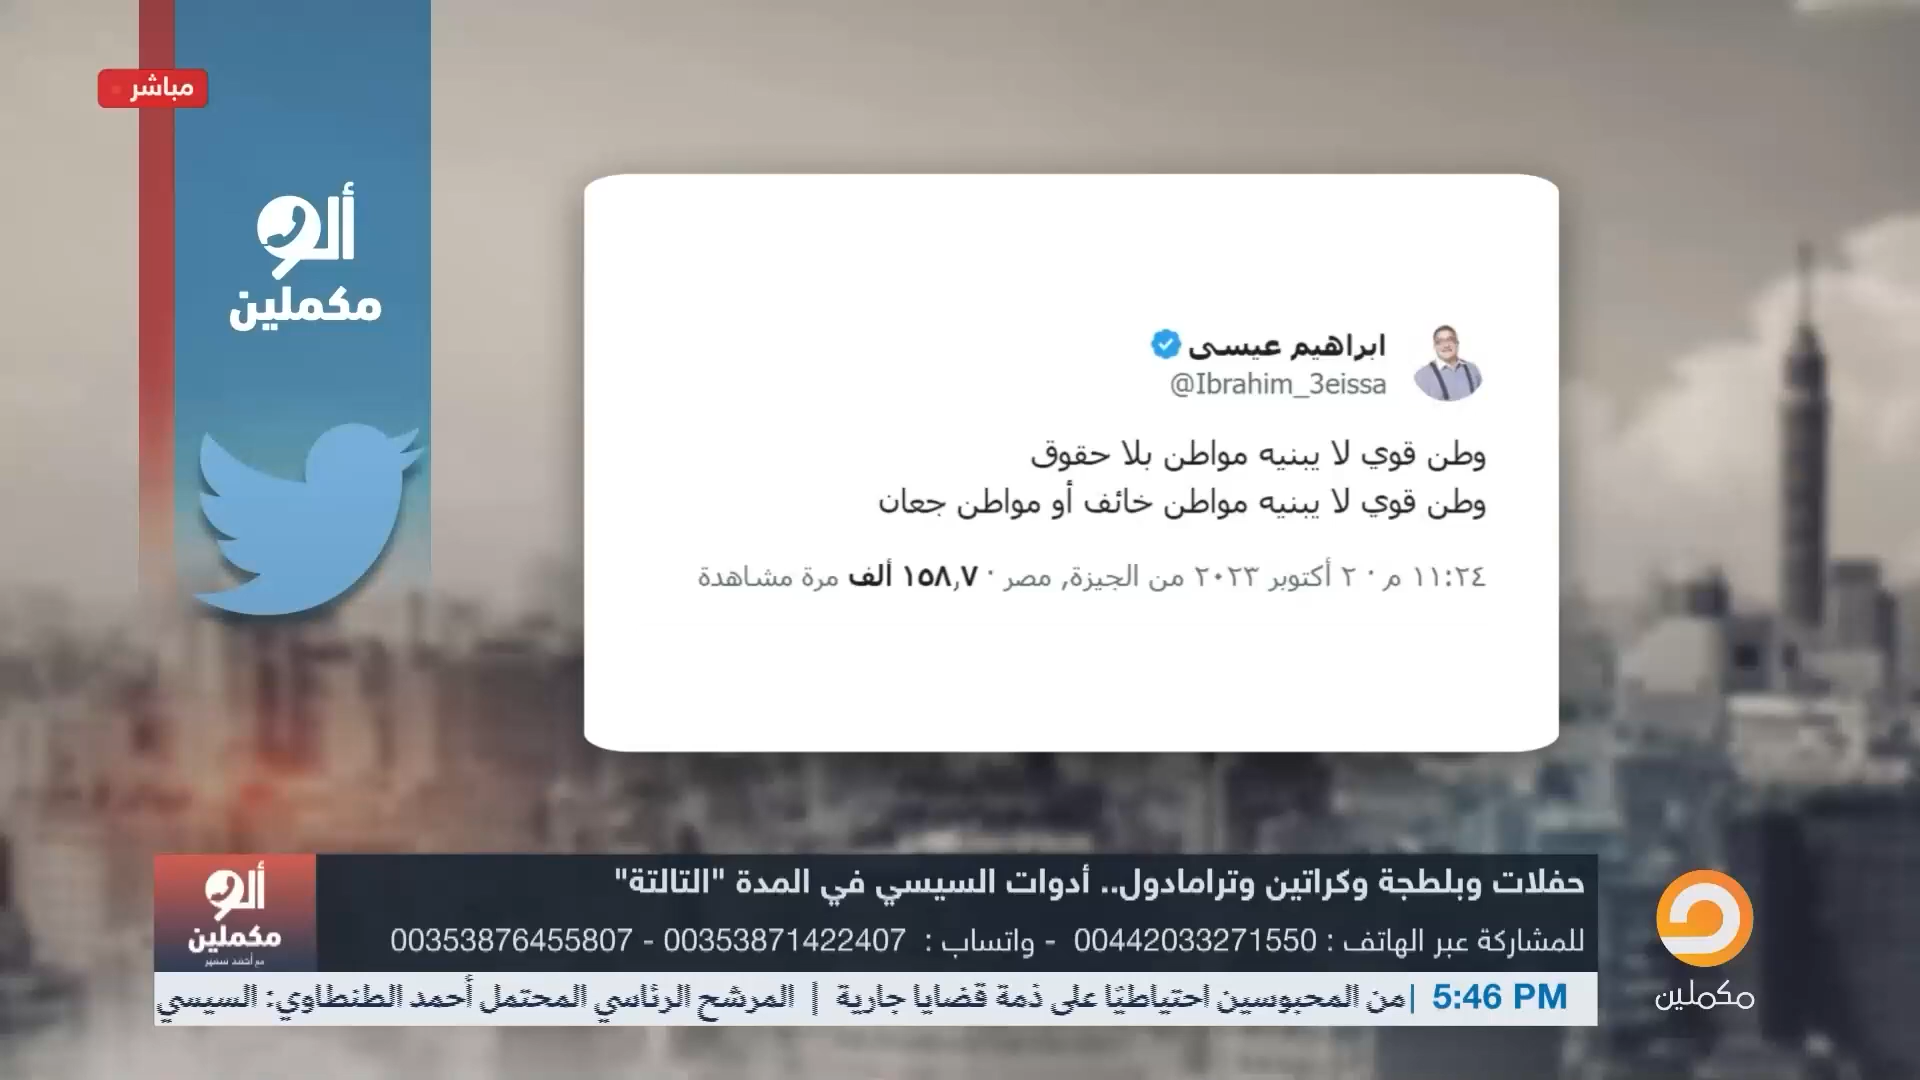 مباشر
ألو
مكملين
ابراهيم عيسى
@Ibrahim_3eissa
وطن قوي لا يبنيه مواطن بلا حقوق
وطن قوي لا يبنيه مواطن خائف أو مواطن جعان
١١:٢٤ م · ٢ أكتوبر ٢٠٢٣ من الجيزة, مصر · ١٥٨,٧ ألف مرة مشاهدة
ألو
مكملين
مع أحمد سمير
حفلات وبلطجة وكراتين وترامادول.. أدوات السيسي في المدة "التالتة"
للمشاركة عبر الهاتف : 00442033271550 - واتساب : 00353871422407 - 00353876455807
5:46 PM | من المحبوسين احتياطيًا على ذمة قضايا جارية | المرشح الرئاسي المحتمل أحمد الطنطاوي: السيسي
مكملين